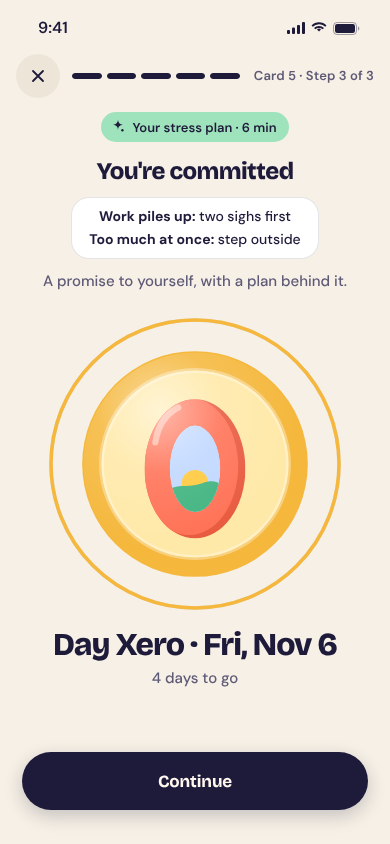 9:41
Card 5 · Step 3 of 3
Your stress plan · 6 min
You're committed
Work piles up: two sighs first
Too much at once: step outside
A promise to yourself, with a plan behind it.
Day Xero · Fri, Nov 6
4 days to go
Continue